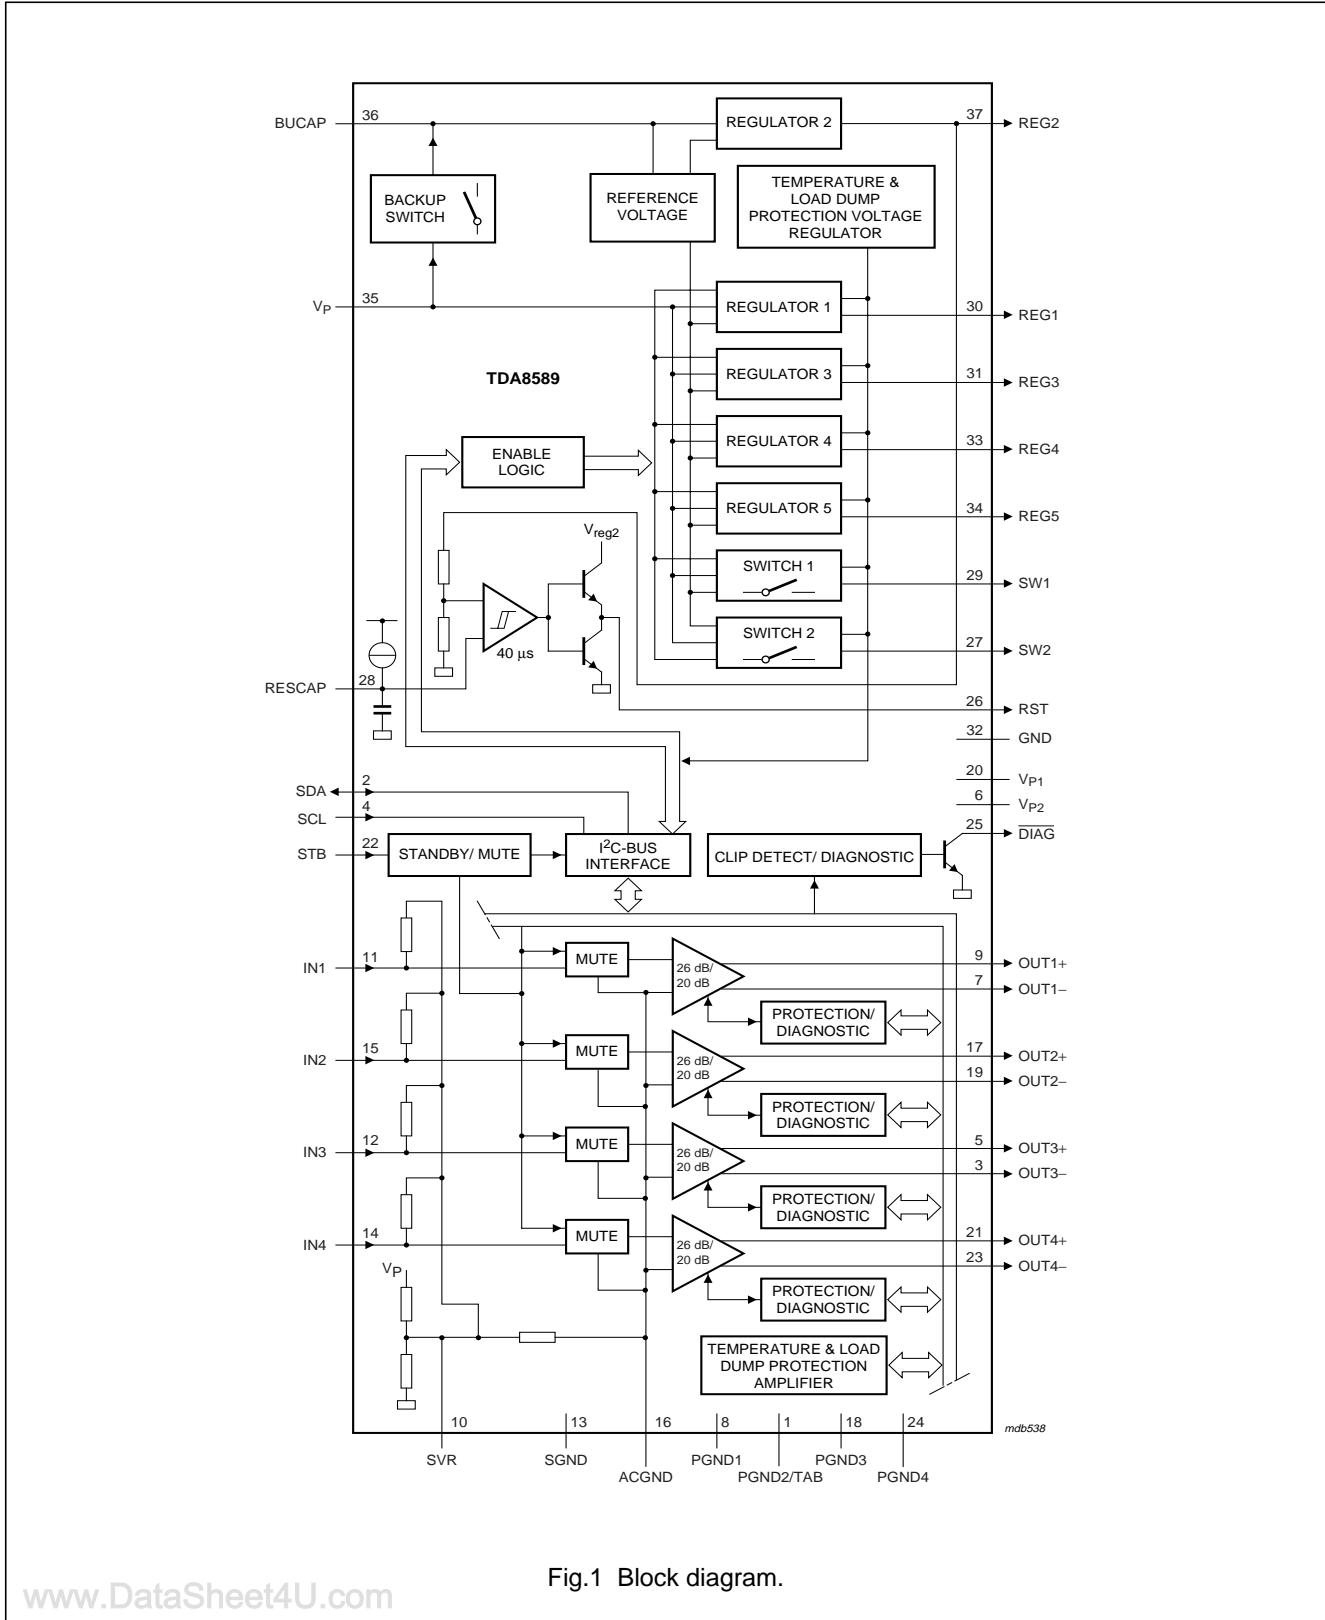 BUCAP
36
REGULATOR 2
37
REG2
BACKUP
SWITCH
REFERENCE
VOLTAGE
TEMPERATURE &
LOAD DUMP
PROTECTION VOLTAGE
REGULATOR
VP
35
REGULATOR 1
30
REG1
TDA8589
REGULATOR 3
31
REG3
ENABLE
LOGIC
REGULATOR 4
33
REG4
REGULATOR 5
34
REG5
Vreg2
SWITCH 1
29
SW1
SWITCH 2
27
SW2
40 μs
RESCAP
28
26
RST
32
GND
20
VP1
6
VP2
SDA
2
SCL
4
STB
22
STANDBY/ MUTE
I²C-BUS
INTERFACE
CLIP DETECT/ DIAGNOSTIC
25
DIAG
IN1
11
MUTE
26 dB/
20 dB
9
OUT1+
7
OUT1−
PROTECTION/
DIAGNOSTIC
IN2
15
MUTE
26 dB/
20 dB
17
OUT2+
19
OUT2−
PROTECTION/
DIAGNOSTIC
IN3
12
MUTE
26 dB/
20 dB
5
OUT3+
3
OUT3−
PROTECTION/
DIAGNOSTIC
IN4
14
MUTE
26 dB/
20 dB
21
OUT4+
23
OUT4−
PROTECTION/
DIAGNOSTIC
VP
TEMPERATURE & LOAD
DUMP PROTECTION
AMPLIFIER
10
13
16
8
1
18
24
mdb538
SVR
SGND
ACGND
PGND1
PGND2/TAB
PGND3
PGND4
Fig.1 Block diagram.
www.DataSheet4U.com